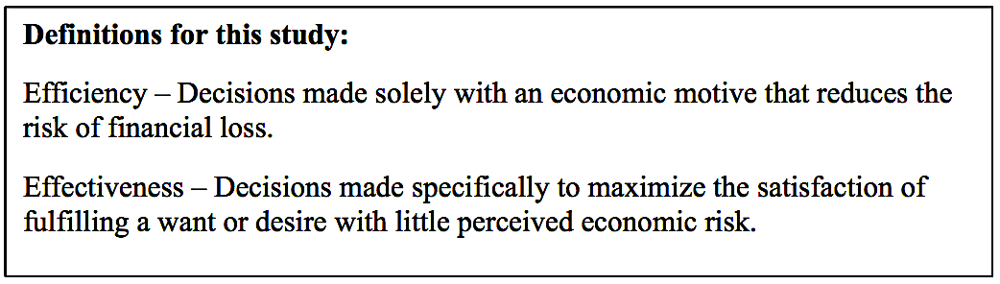 Definitions for this study:
Efficiency – Decisions made solely with an economic motive that reduces the
risk of financial loss.
Effectiveness – Decisions made specifically to maximize the satisfaction of
fulfilling a want or desire with little perceived economic risk.